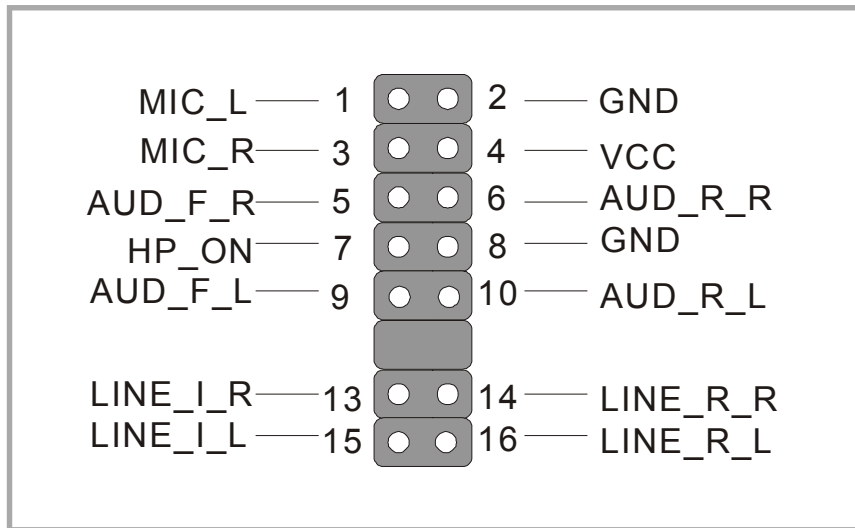 MIC_L 1 2 GND
MIC_R 3 4 VCC
AUD_F_R 5 6 AUD_R_R
HP_ON 7 8 GND
AUD_F_L 9 10 AUD_R_L
LINE_I_R 13 14 LINE_R_R
LINE_I_L 15 16 LINE_R_L